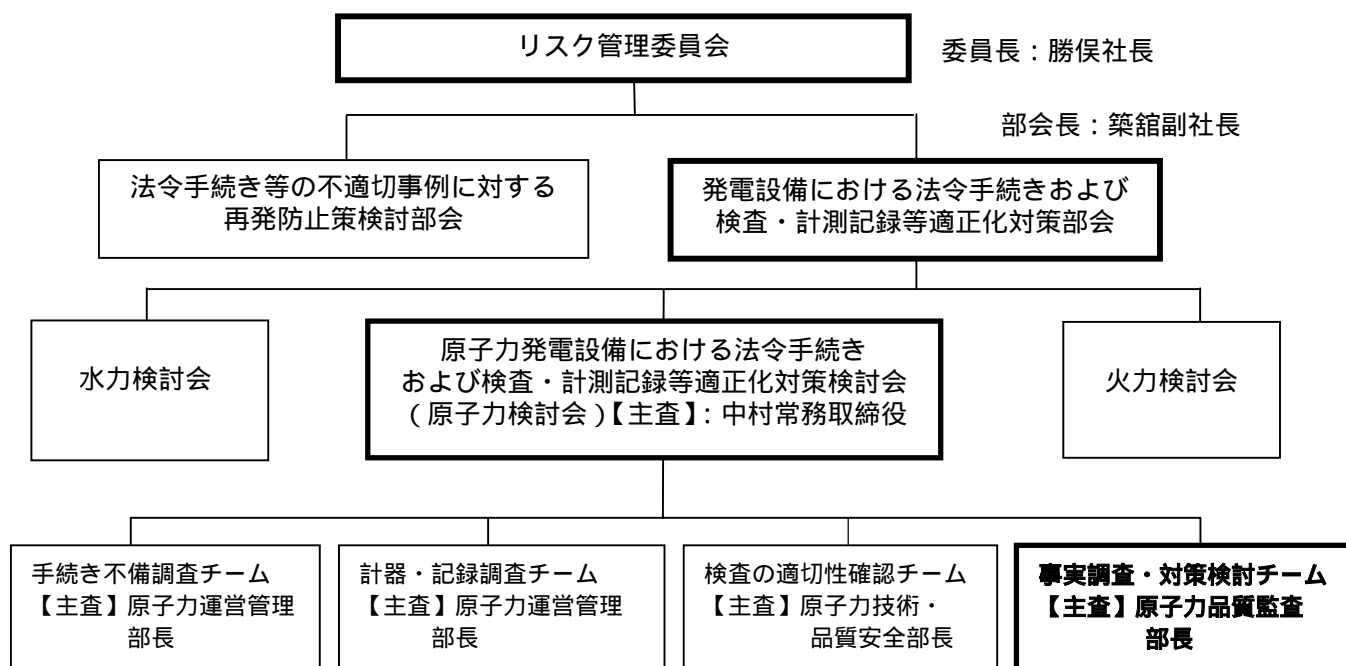 リスク管理委員会
委員長：勝俣社長
部会長：築舘副社長
法令手続き等の不適切事例に対する
再発防止策検討部会
発電設備における法令手続きおよび
検査・計測記録等適正化対策部会
水力検討会
原子力発電設備における法令手続き
および検査・計測記録等適正化対策検討会
（原子力検討会）【主査】：中村常務取締役
火力検討会
手続き不備調査チーム
【主査】原子力運営管理
部長
計器・記録調査チーム
【主査】原子力運営管理
部長
検査の適切性確認チーム
【主査】原子力技術・
品質安全部長
事実調査・対策検討チーム
【主査】原子力品質監査
部長